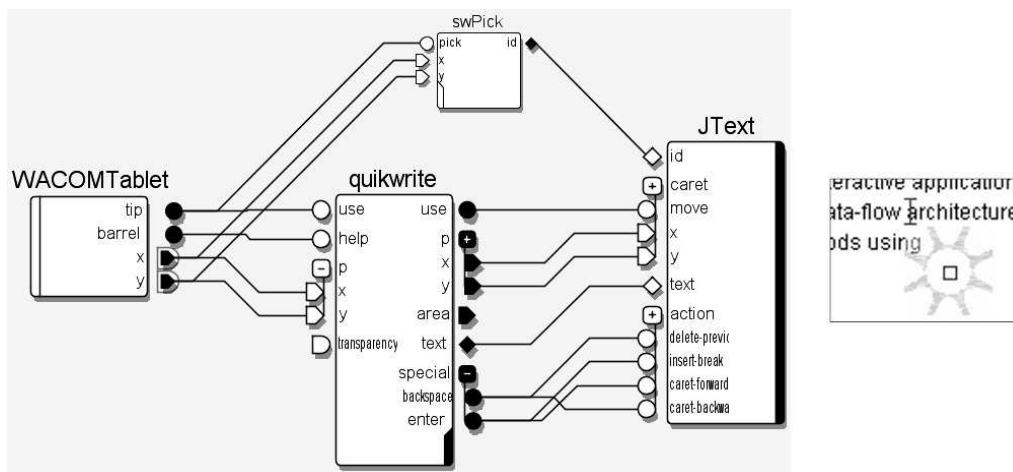 swPick
pick id
x
y
WACOMTablet
tip
barrel
x
y
quikwrite
use use
help p
p x
x y
y area
transparency text
special
backspace
enter
JText
id
caret
move
x
y
text
action
delete-previc
insert-break
caret-forward
caret-backwa
eractive application
ata-flow architecture
ods using